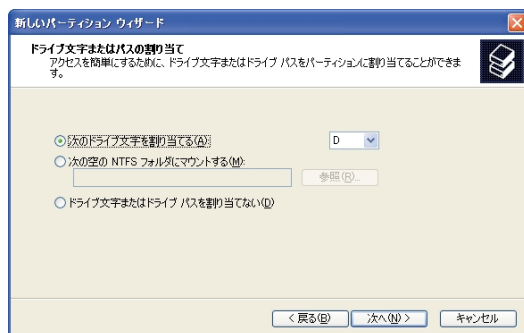 新しいパーティション ウィザード
ドライブ文字またはパスの割り当て
アクセスを簡単にするために、ドライブ文字またはドライブ パスをパーティションに割り当てることができま
す。
次のドライブ文字を割り当てる(A):
D
次の空の NTFS フォルダにマウントする(M):
参照(R)...
ドライブ文字またはドライブ パスを割り当てない(D)
< 戻る(B)
次へ(N) >
キャンセル